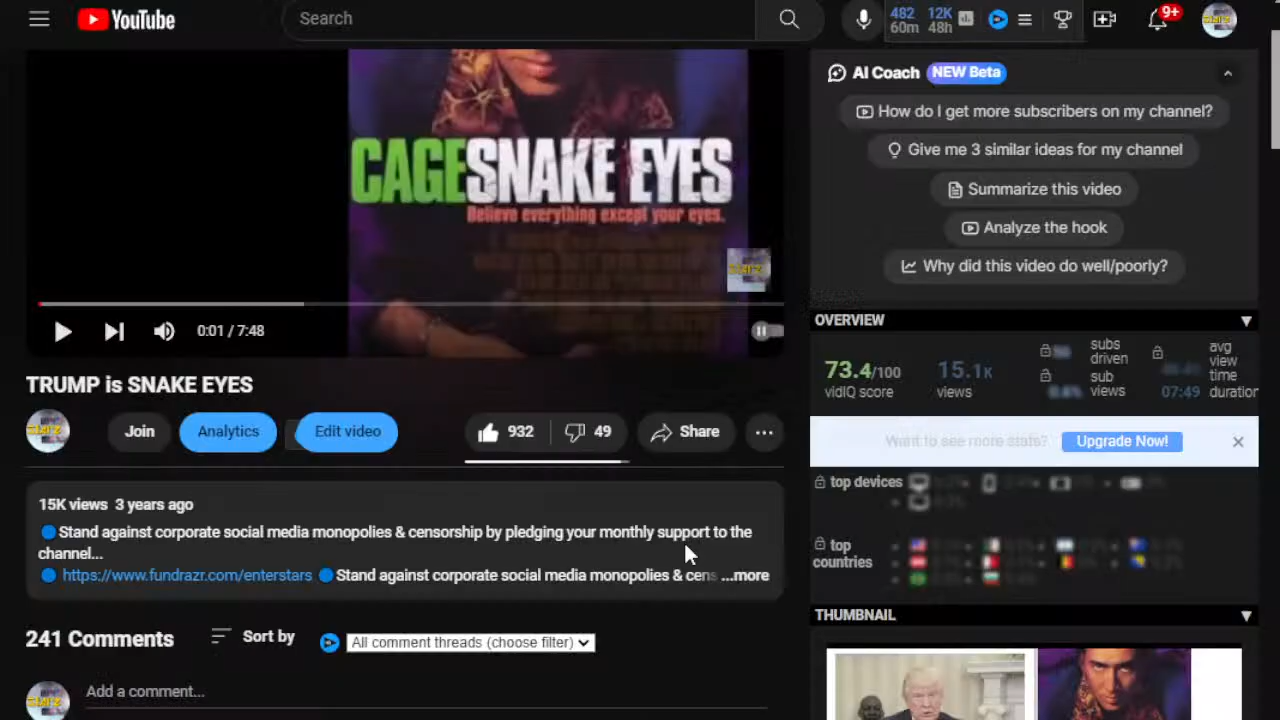 YouTube
Search
482
60m
12K
48h
9+
CAGESNAKE EYES
Believe everything except your eyes.
0:01 / 7:48
TRUMP is SNAKE EYES
Join
Analytics
Edit video
932
49
Share
15K views 3 years ago
Stand against corporate social media monopolies & censorship by pledging your monthly support to the
channel...
https://www.fundrazr.com/enterstars Stand against corporate social media monopolies & cens ...more
241 Comments
Sort by
All comment threads (choose filter)
Add a comment...
AI Coach NEW Beta
How do I get more subscribers on my channel?
Give me 3 similar ideas for my channel
Summarize this video
Analyze the hook
Why did this video do well/poorly?
OVERVIEW
73.4/100
vidIQ score
15.1K
views
subs
driven
sub
views
avg
view
time
07:49
duration
Want to see more stats?
Upgrade Now!
top devices
top
countries
THUMBNAIL